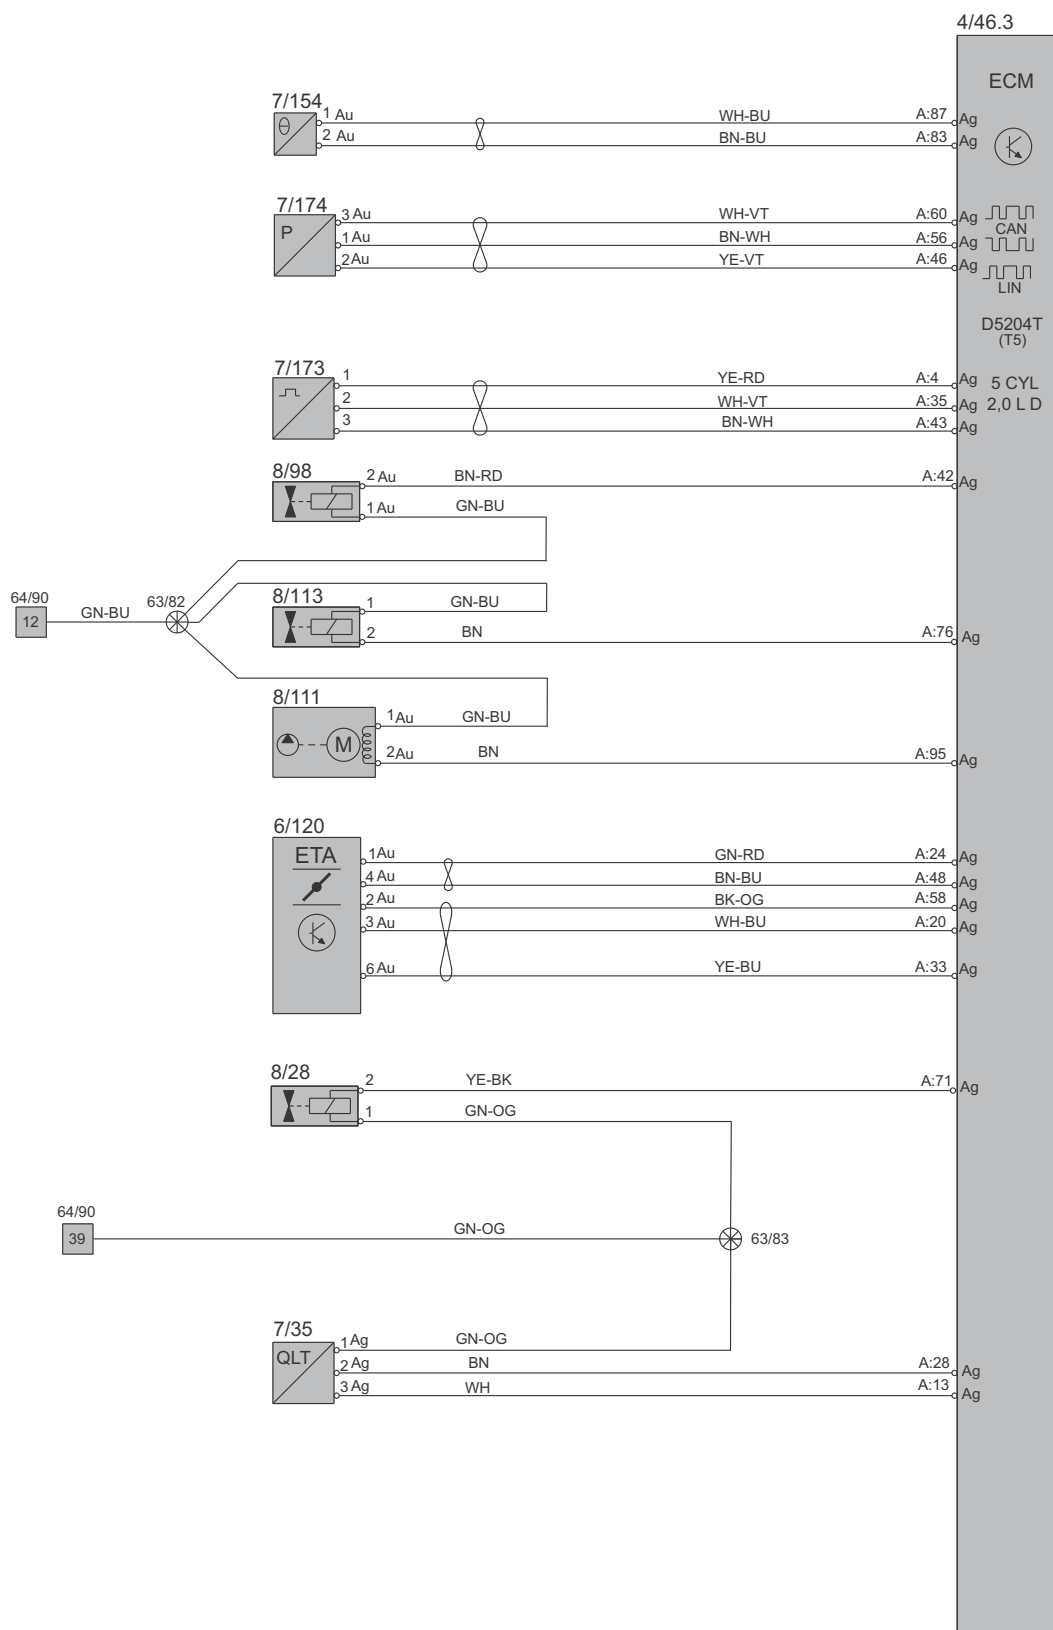 4/46.3
ECM
7/154
1 Au WH-BU A:87 Ag
θ
2 Au BN-BU A:83 Ag
7/174
3 Au WH-VT A:60 Ag
P
CAN
1 Au BN-WH A:56 Ag
2 Au YE-VT A:46 Ag
LIN
D5204T
(T5)
7/173
1 YE-RD A:4 Ag
5 CYL
2 WH-VT A:35 Ag
2,0 L D
3 BN-WH A:43 Ag
8/98
2 Au BN-RD A:42 Ag
1 Au GN-BU
64/90
12
GN-BU
63/82
8/113
1 GN-BU
2 BN A:76 Ag
8/111
1 Au GN-BU
M
2 Au BN A:95 Ag
6/120
ETA
1 Au GN-RD A:24 Ag
4 Au BN-BU A:48 Ag
2 Au BK-OG A:58 Ag
3 Au WH-BU A:20 Ag
6 Au YE-BU A:33 Ag
8/28
2 YE-BK A:71 Ag
1 GN-OG
64/90
39
GN-OG
63/83
7/35
QLT
1 Ag GN-OG
2 Ag BN A:28 Ag
3 Ag WH A:13 Ag